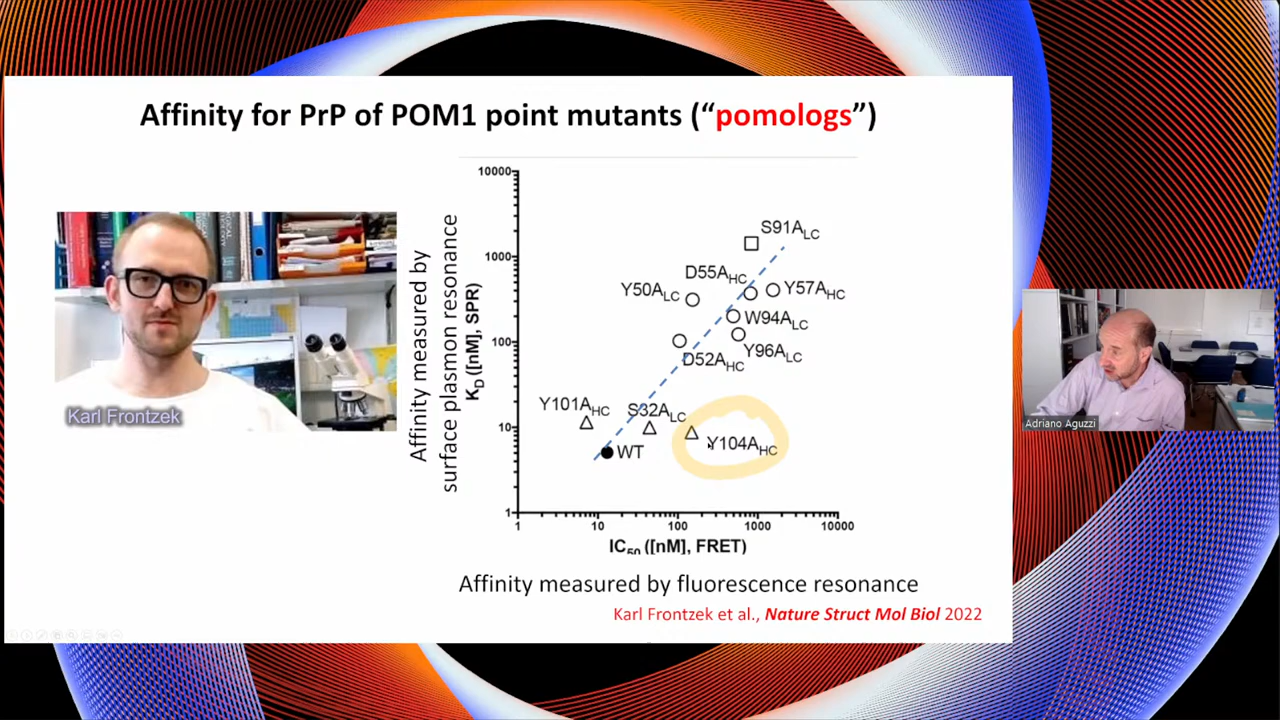 Affinity for PrP of POM1 point mutants (“pomologs”)
Karl Frontzek
Affinity measured by
surface plasmon resonance
K_D ([nM], SPR)
10000
1000
100
10
1
S91A_LC
D55A_HC
Y50A_LC
Y57A_HC
W94A_LC
Y96A_LC
D52A_HC
Y101A_HC
S32A_LC
Y104A_HC
WT
1
10
100
1000
10000
IC_50 ([nM], FRET)
Affinity measured by fluorescence resonance
Karl Frontzek et al., Nature Struct Mol Biol 2022
Adriano Aguzzi